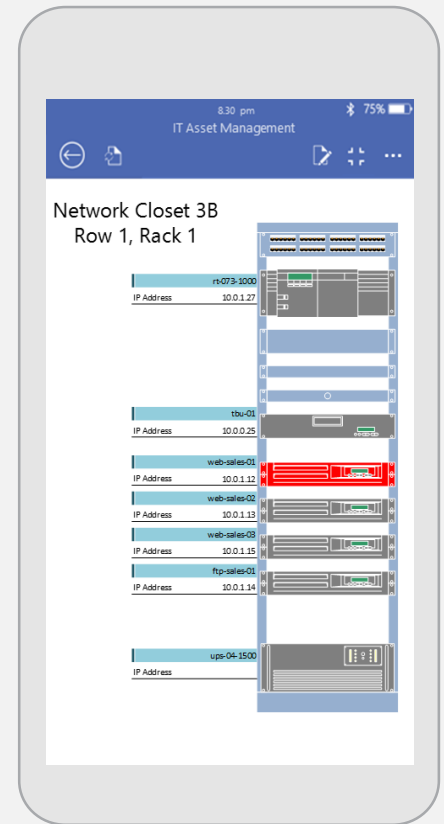 8.30 pm
75%
IT Asset Management
Network Closet 3B
Row 1, Rack 1
rt-073-1000
IP Address 10.0.1.27
tbu-01
IP Address 10.0.0.25
web-sales-01
IP Address 10.0.1.12
web-sales-02
IP Address 10.0.1.13
web-sales-03
IP Address 10.0.1.15
ftp-sales-01
IP Address 10.0.1.14
ups-04-1500
IP Address